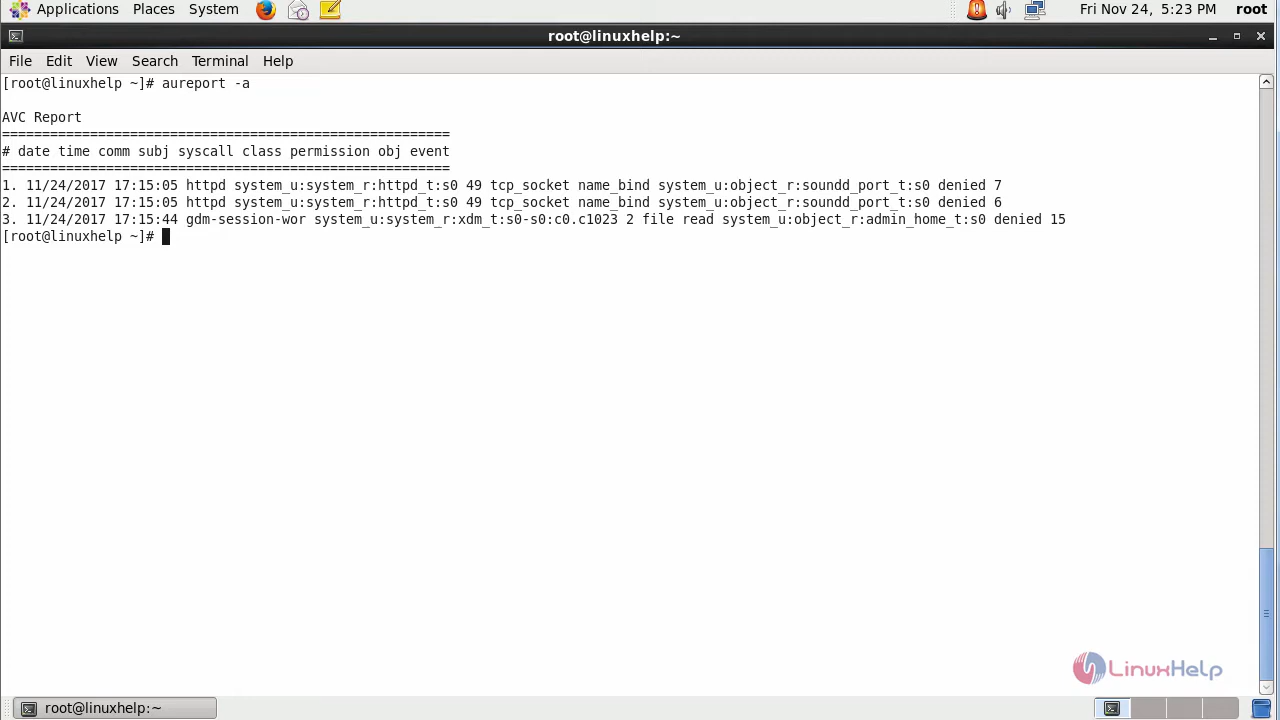 Applications Places System Fri Nov 24, 5:23 PM root
root@linuxhelp:~
File Edit View Search Terminal Help
[root@linuxhelp ~]# aureport -a
AVC Report
========================================================
# date time comm subj syscall class permission obj event
========================================================
1. 11/24/2017 17:15:05 httpd system_u:system_r:httpd_t:s0 49 tcp_socket name_bind system_u:object_r:soundd_port_t:s0 denied 7
2. 11/24/2017 17:15:05 httpd system_u:system_r:httpd_t:s0 49 tcp_socket name_bind system_u:object_r:soundd_port_t:s0 denied 6
3. 11/24/2017 17:15:44 gdm-session-wor system_u:system_r:xdm_t:s0-s0:c0.c1023 2 file read system_u:object_r:admin_home_t:s0 denied 15
[root@linuxhelp ~]#
LinuxHelp
root@linuxhelp:~